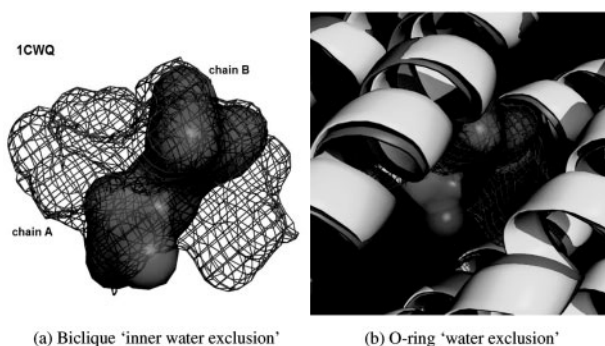 1CWQ
chain B
chain A
(a) Biclique ‘inner water exclusion’
(b) O-ring ‘water exclusion’